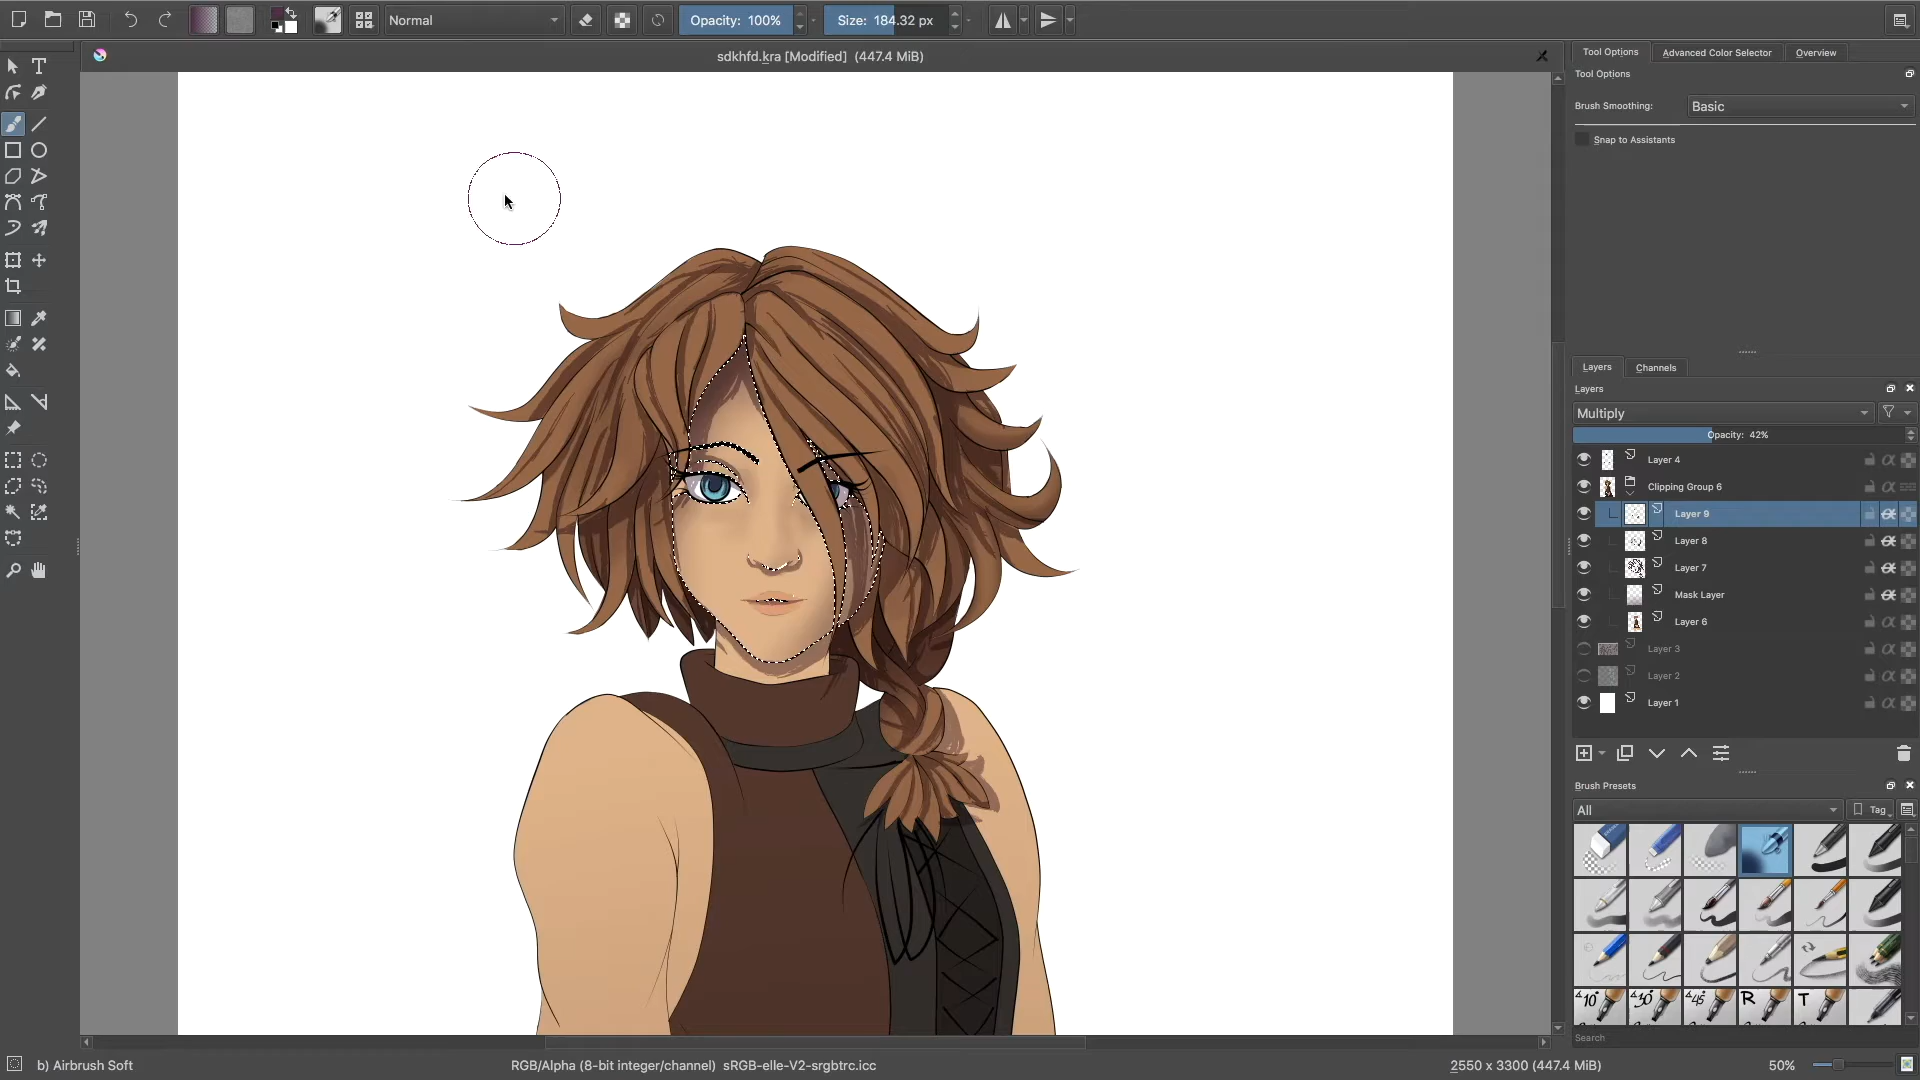 Normal
Opacity: 100%
Size: 184.32 px
sdkhfd.kra [Modified] (447.4 MiB)
Tool Options
Advanced Color Selector
Overview
Tool Options
Brush Smoothing:
Basic
Snap to Assistants
Layers
Channels
Layers
Multiply
Opacity: 42%
Layer 4
Clipping Group 6
Layer 9
Layer 8
Layer 7
Mask Layer
Layer 6
Layer 3
Layer 2
Layer 1
Brush Presets
All
Tag
10°
30°
45°
R
T
Search
b) Airbrush Soft
RGB/Alpha (8-bit integer/channel) sRGB-elle-V2-srgbtrc.icc
2550 x 3300 (447.4 MiB)
50%